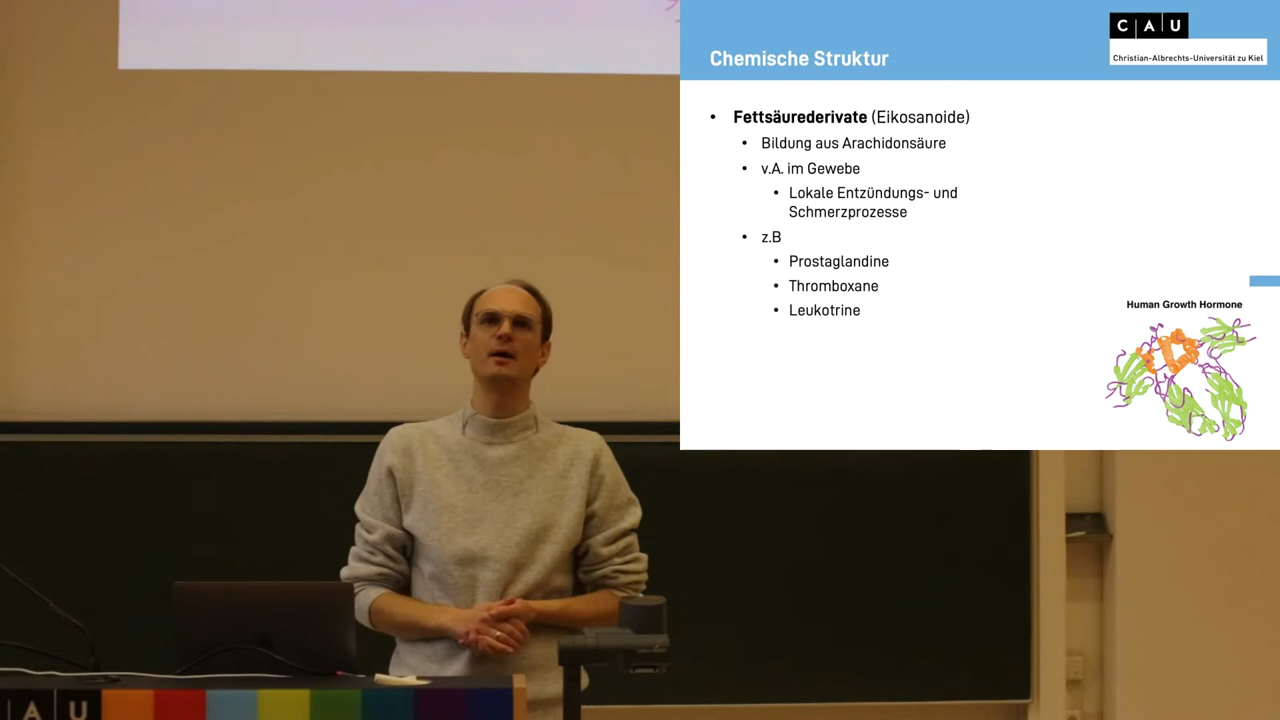 Chemische Struktur
C A U
Christian-Albrechts-Universität zu Kiel
• Fettsäurederivate (Eikosanoide)
• Bildung aus Arachidonsäure
• v.A. im Gewebe
• Lokale Entzündungs- und
Schmerzprozesse
• z.B
• Prostaglandine
• Thromboxane
• Leukotrine
Human Growth Hormone
A U